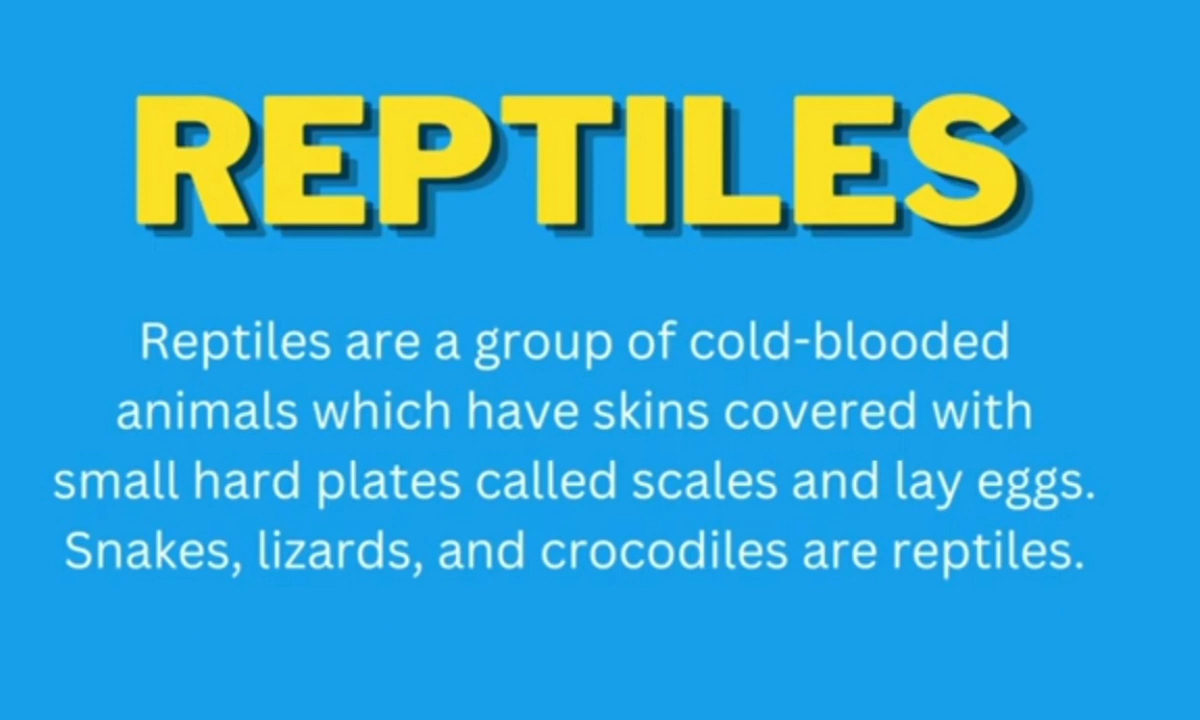 REPTILES
Reptiles are a group of cold-blooded
animals which have skins covered with
small hard plates called scales and lay eggs.
Snakes, lizards, and crocodiles are reptiles.